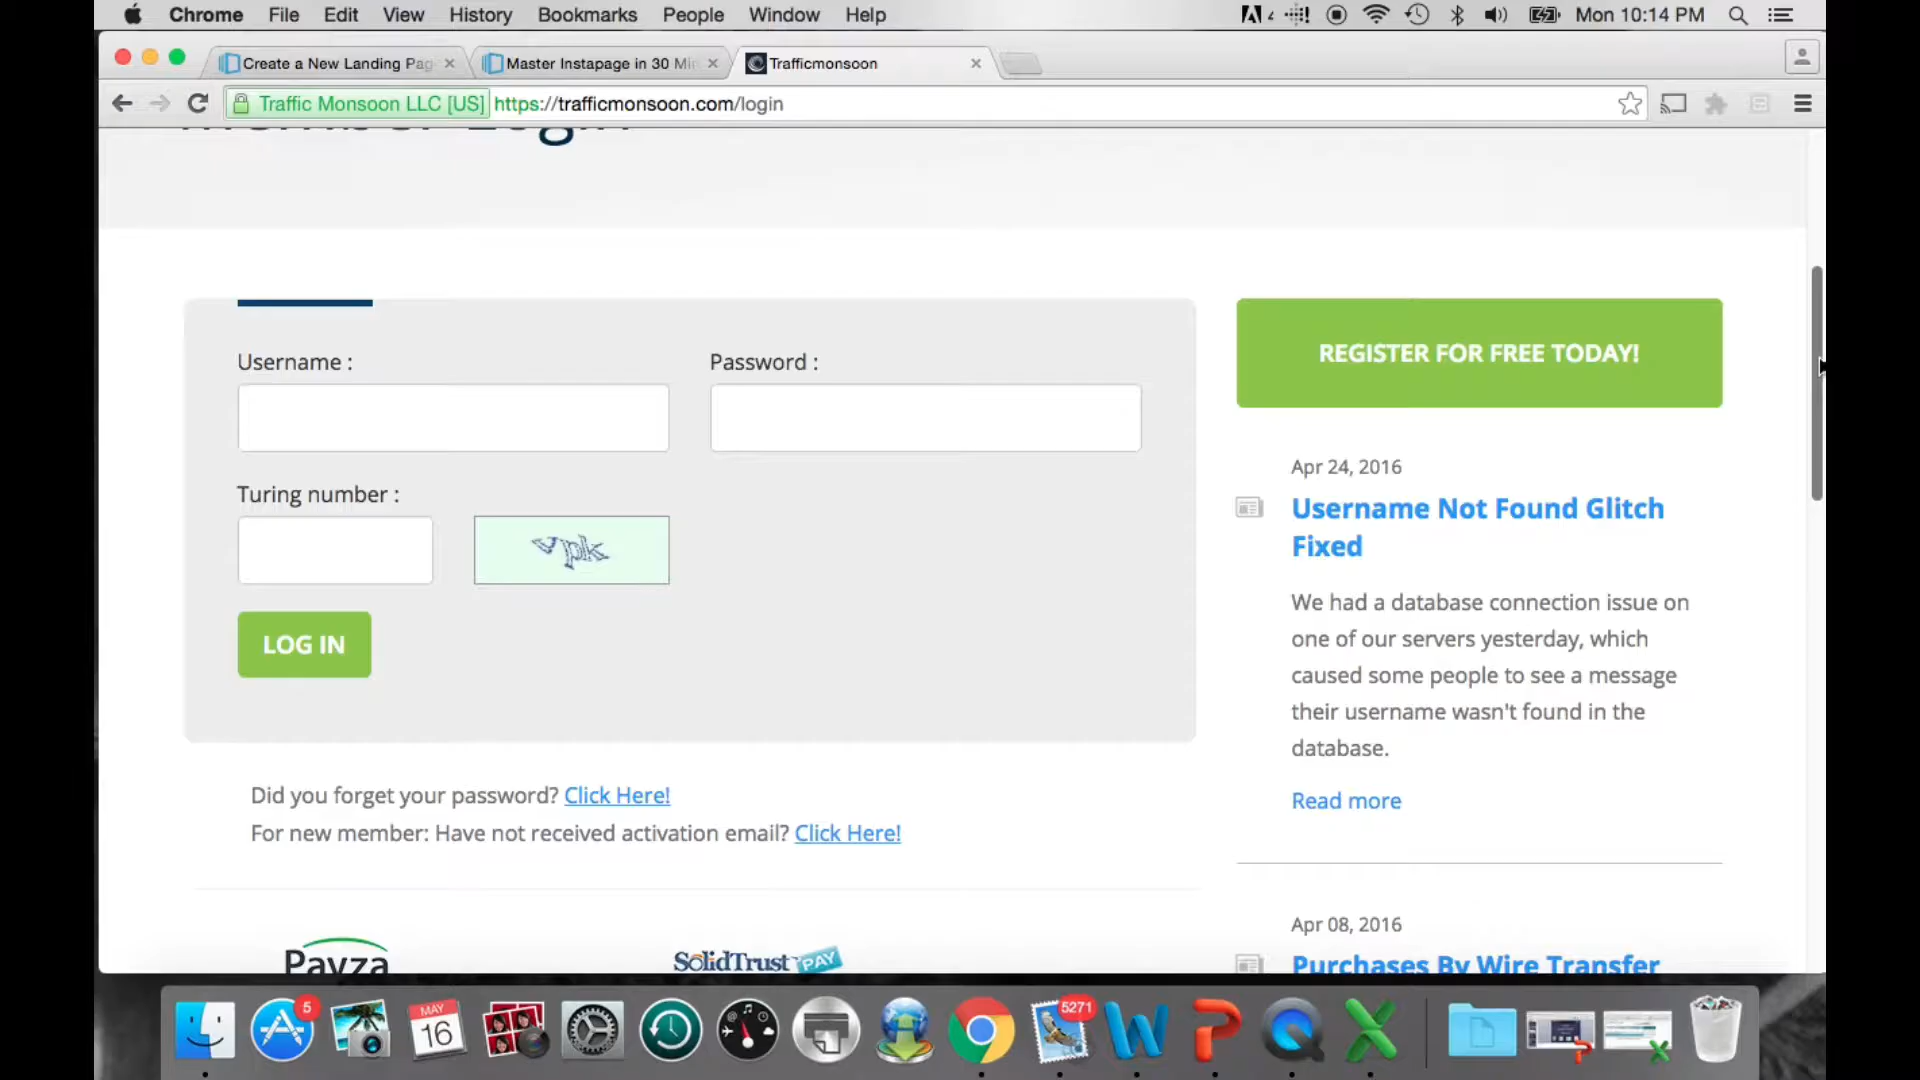 Chrome File Edit View History Bookmarks People Window Help
4 Mon 10:14 PM
Create a New Landing Pag
Master Instapage in 30 Mi
Trafficmonsoon
Traffic Monsoon LLC [US] https://trafficmonsoon.com/login
Member Login
Username :
Password :
Turing number :
vpk
LOG IN
Did you forget your password? Click Here!
For new member: Have not received activation email? Click Here!
Payza
SolidTrust PAY
REGISTER FOR FREE TODAY!
Apr 24, 2016
Username Not Found Glitch
Fixed
We had a database connection issue on
one of our servers yesterday, which
caused some people to see a message
their username wasn't found in the
database.
Read more
Apr 08, 2016
Purchases By Wire Transfer
5
MAY
16
5271